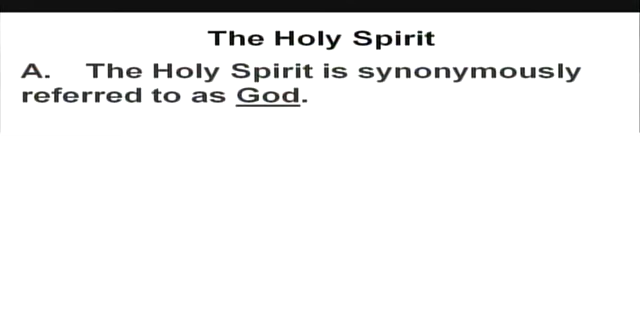 The Holy Spirit
A. The Holy Spirit is synonymously
referred to as God.